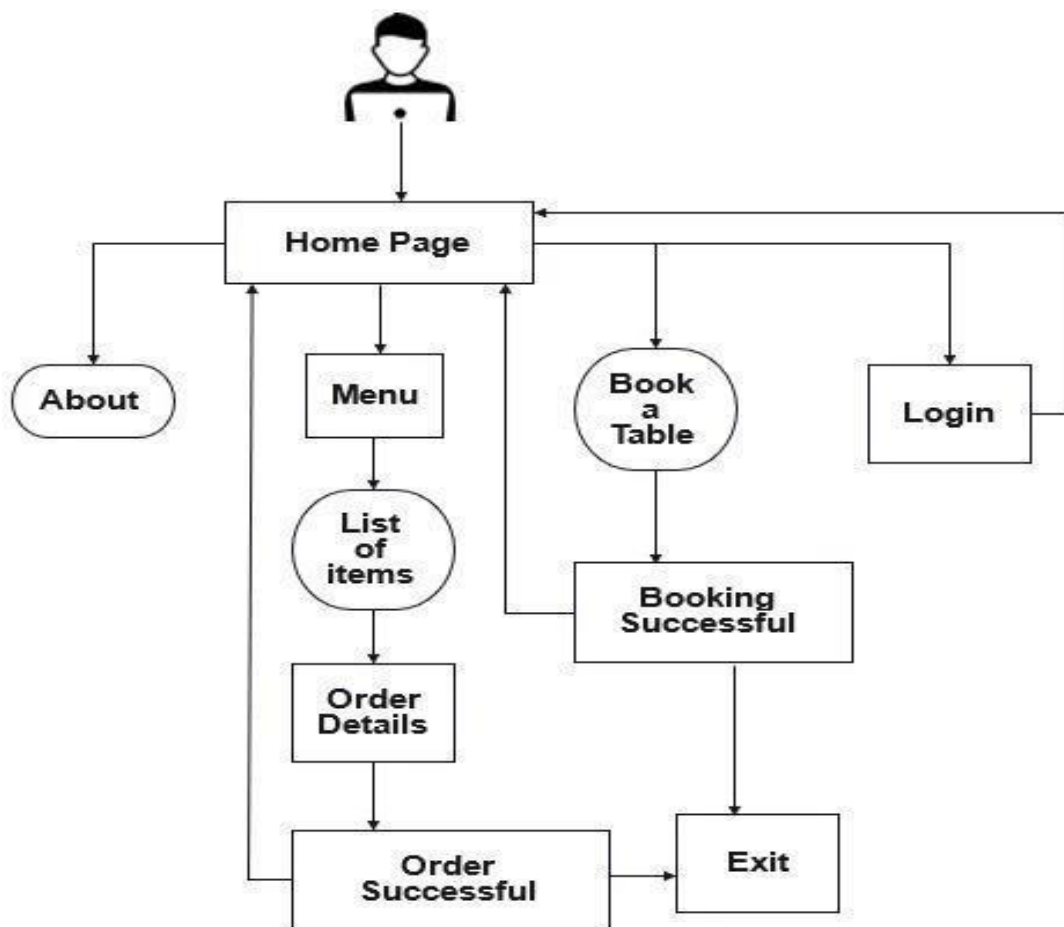 Home Page
About
Menu
Book
a
Table
Login
List
of
items
Booking
Successful
Order
Details
Order
Successful
Exit